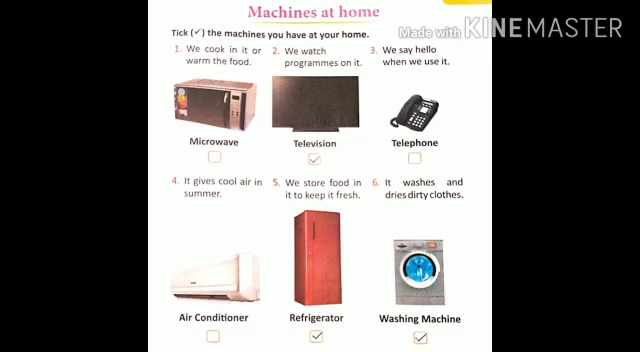 Machines at home
Made with KINEMASTER
Tick (✓) the machines you have at your home.
1. We cook in it or
warm the food.
2. We watch
programmes on it.
3. We say hello
when we use it.
Microwave
Television
Telephone
4. It gives cool air in
summer.
5. We store food in
it to keep it fresh.
6. It washes and
dries dirty clothes.
Air Conditioner
Refrigerator
Washing Machine